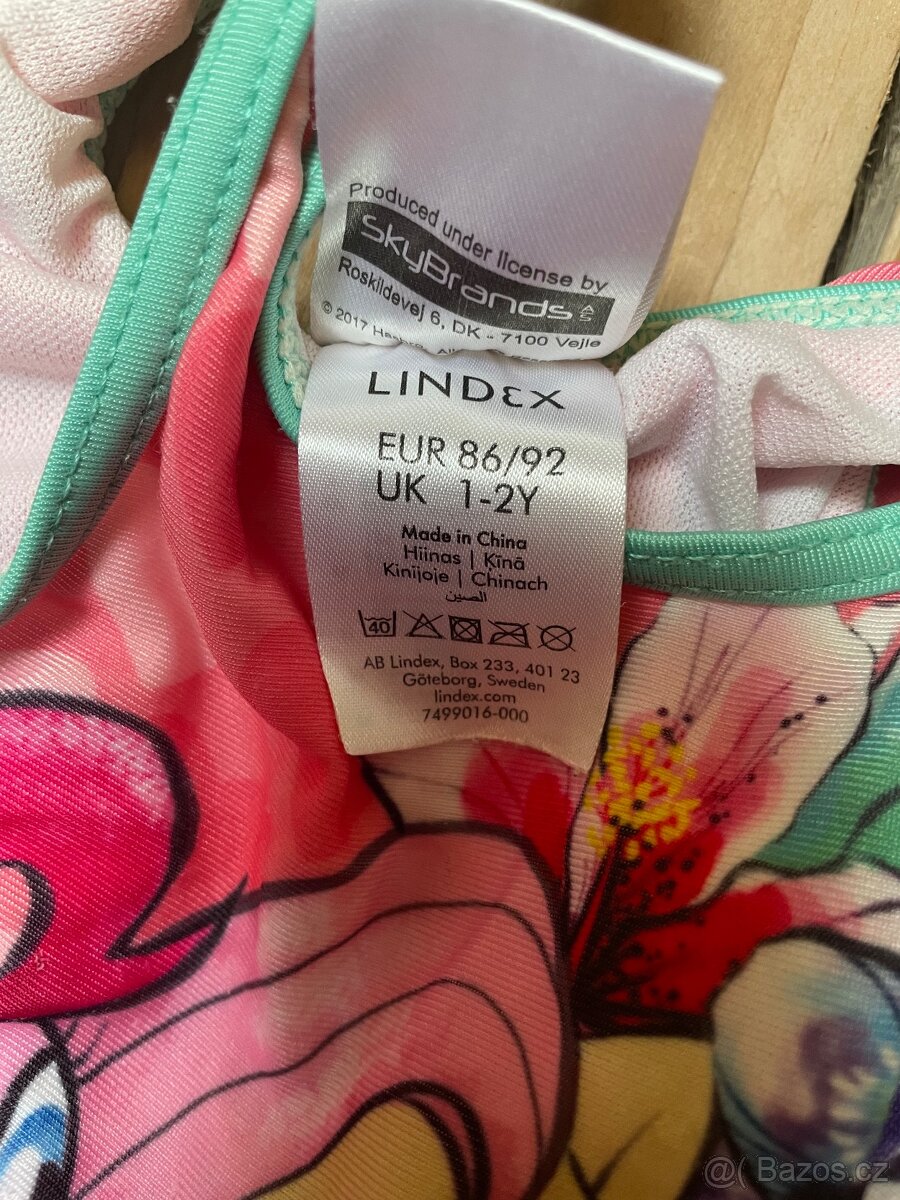 Produced under license by
SkyBrands A/S
Roskildevej 6, DK - 7100 Vejle
© 2017
LINDEX
EUR 86/92
UK 1-2Y
Made in China
Hiinas | Ķīnā
Kinijoje | Chinach
الصين
40
AB Lindex, Box 233, 401 23
Göteborg, Sweden
lindex.com
7499016-000
Bazos.cz